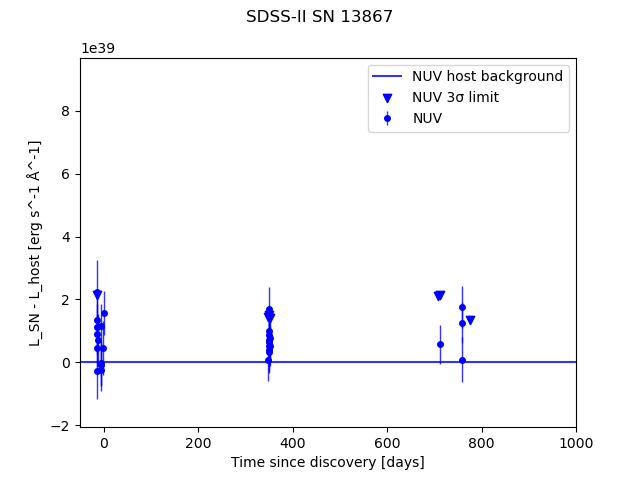 SDSS-II SN 13867
1e39
NUV host background
NUV 3σ limit
NUV
8
6
4
2
0
−2
L_SN - L_host [erg s^-1 Å^-1]
0 200 400 600 800 1000
Time since discovery [days]